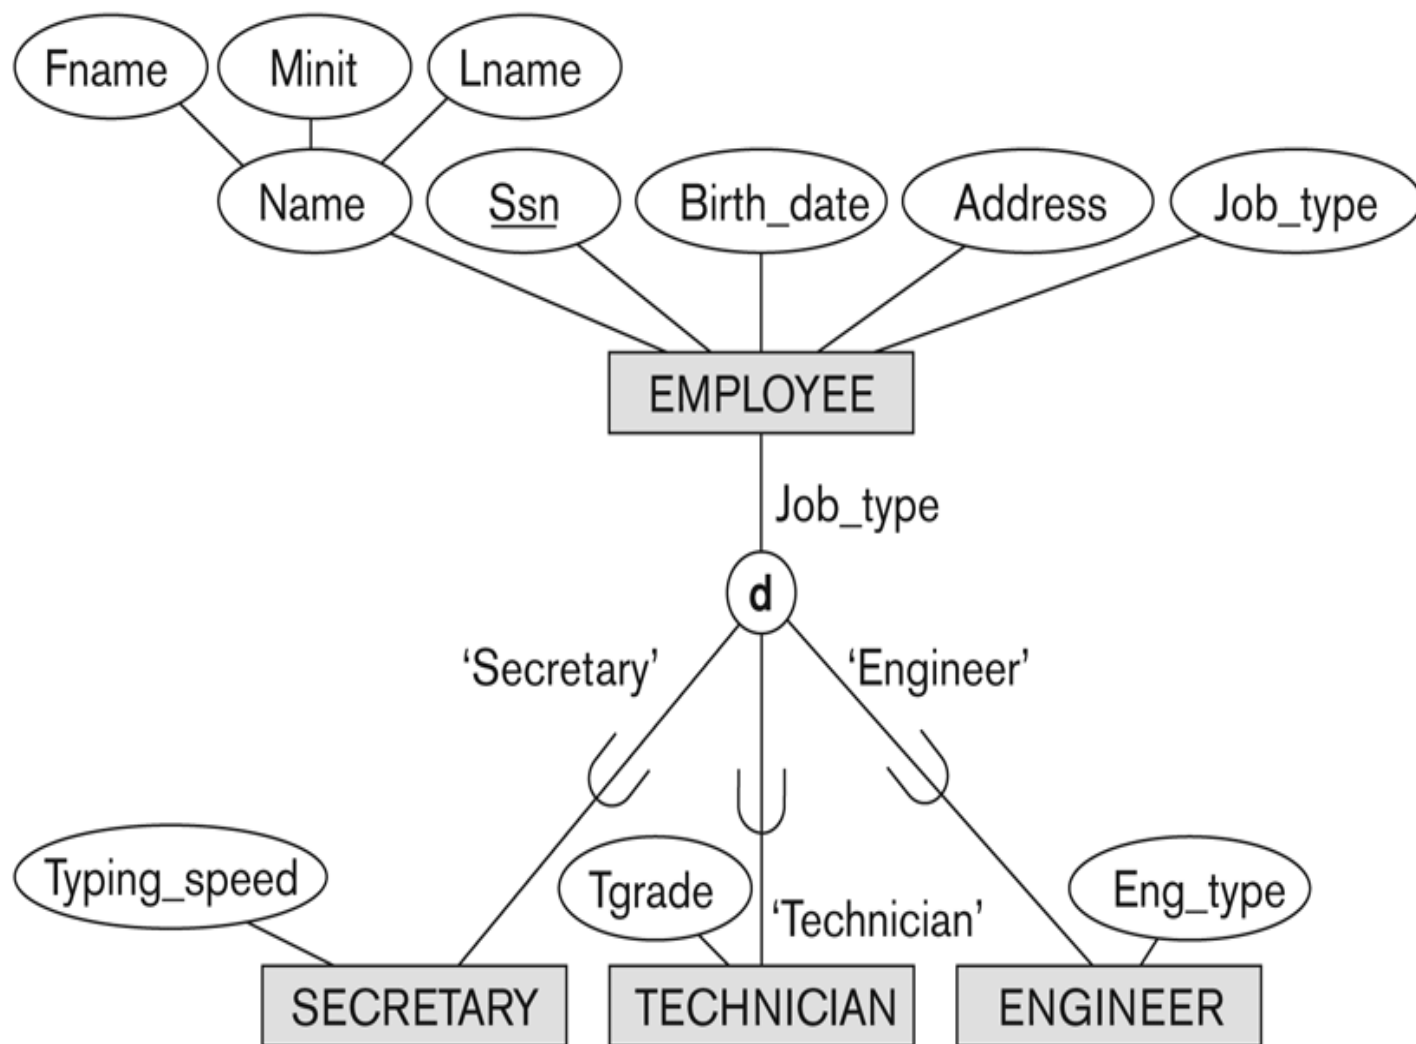 Fname
Minit
Lname
Name
Ssn
Birth_date
Address
Job_type
EMPLOYEE
Job_type
d
‘Secretary’
‘Engineer’
Typing_speed
Tgrade
‘Technician’
Eng_type
SECRETARY
TECHNICIAN
ENGINEER